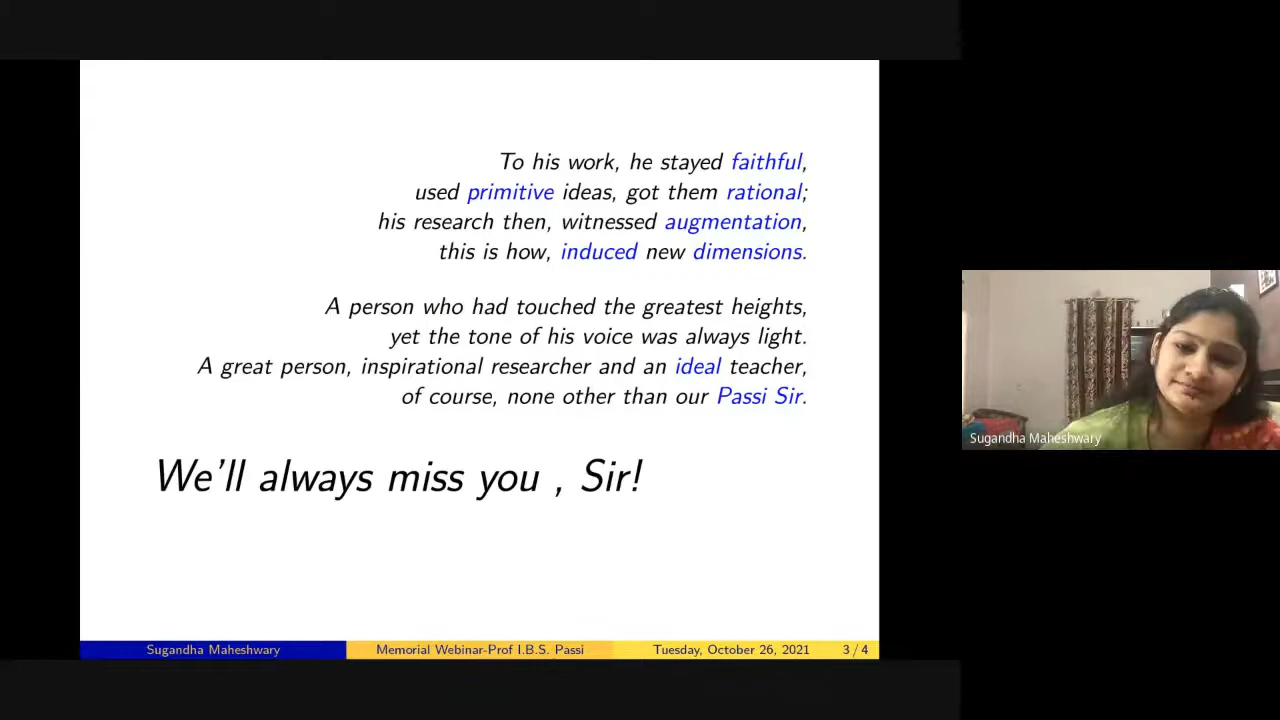 To his work, he stayed faithful,
used primitive ideas, got them rational;
his research then, witnessed augmentation,
this is how, induced new dimensions.
A person who had touched the greatest heights,
yet the tone of his voice was always light.
A great person, inspirational researcher and an ideal teacher,
of course, none other than our Passi Sir.
We'll always miss you , Sir!
Sugandha Maheshwary
Sugandha Maheshwary Memorial Webinar-Prof I.B.S. Passi Tuesday, October 26, 2021 3 / 4